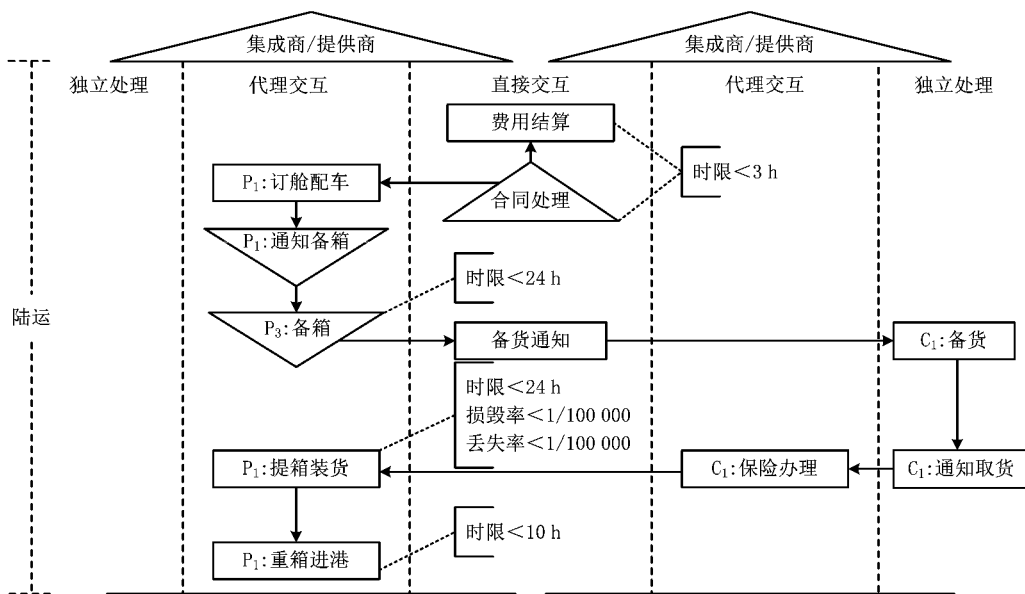 集成商/提供商
集成商/提供商
独立处理
代理交互
直接交互
代理交互
独立处理
费用结算
P₁:订舱配车
合同处理
时限<3 h
P₁:通知备箱
时限<24 h
陆运
P₃:备箱
备货通知
C₁:备货
时限<24 h
损毁率<1/100 000
丢失率<1/100 000
P₁:提箱装货
C₁:保险办理
C₁:通知取货
时限<10 h
P₁:重箱进港